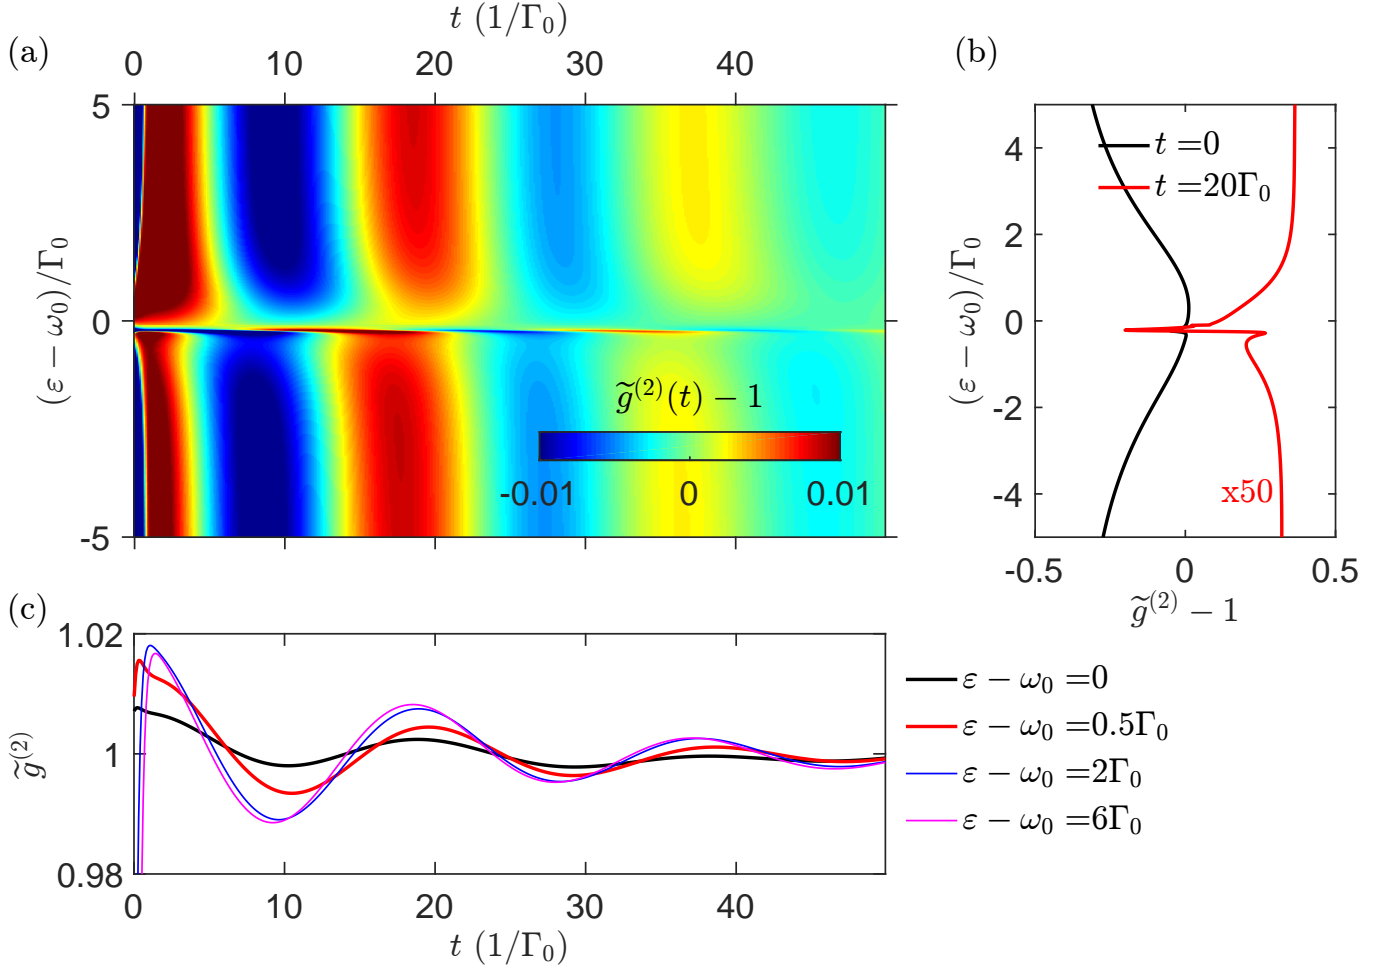 (a)
t (1/Γ₀)
0 10 20 30 40
(ε − ω₀)/Γ₀
5
0
-5
g̃⁽²⁾(t) − 1
-0.01 0 0.01
(b)
t =0
t =20Γ₀
(ε − ω₀)/Γ₀
4
2
0
-2
-4
x50
-0.5 0 0.5
g̃⁽²⁾ − 1
(c)
g̃⁽²⁾
1.02
1
0.98
0 10 20 30 40
t (1/Γ₀)
ε − ω₀ =0
ε − ω₀ =0.5Γ₀
ε − ω₀ =2Γ₀
ε − ω₀ =6Γ₀